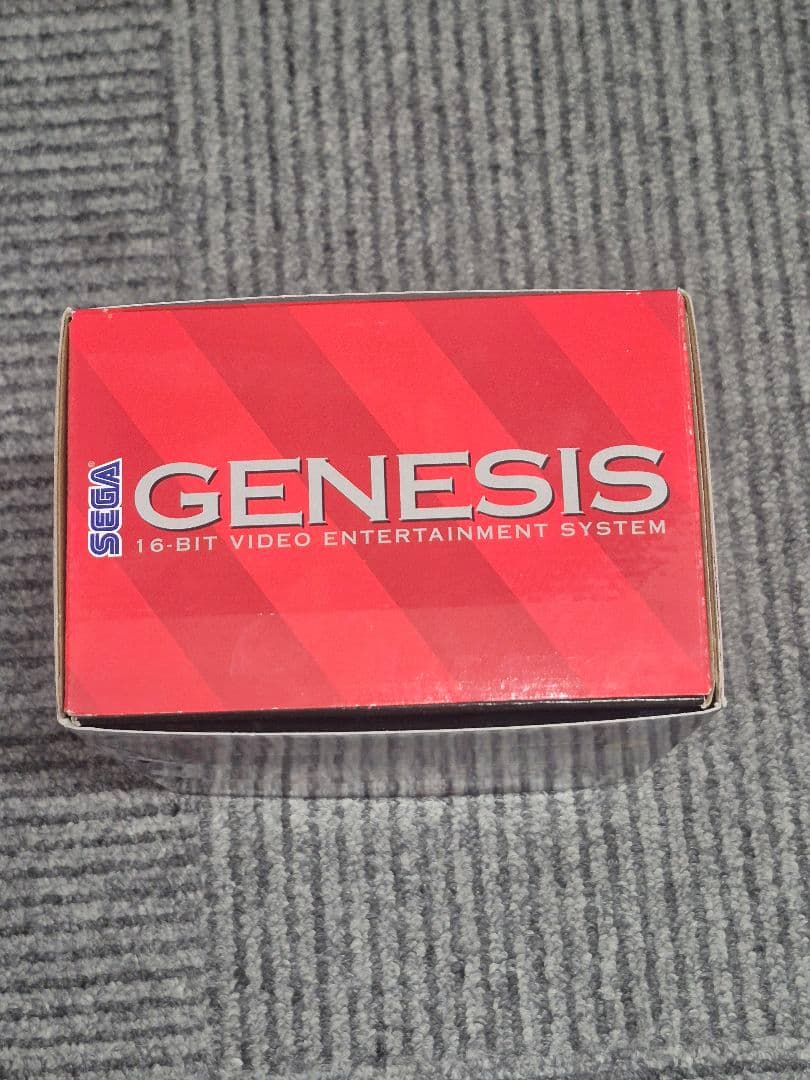 SEGA®
GENESIS
16-BIT VIDEO ENTERTAINMENT SYSTEM